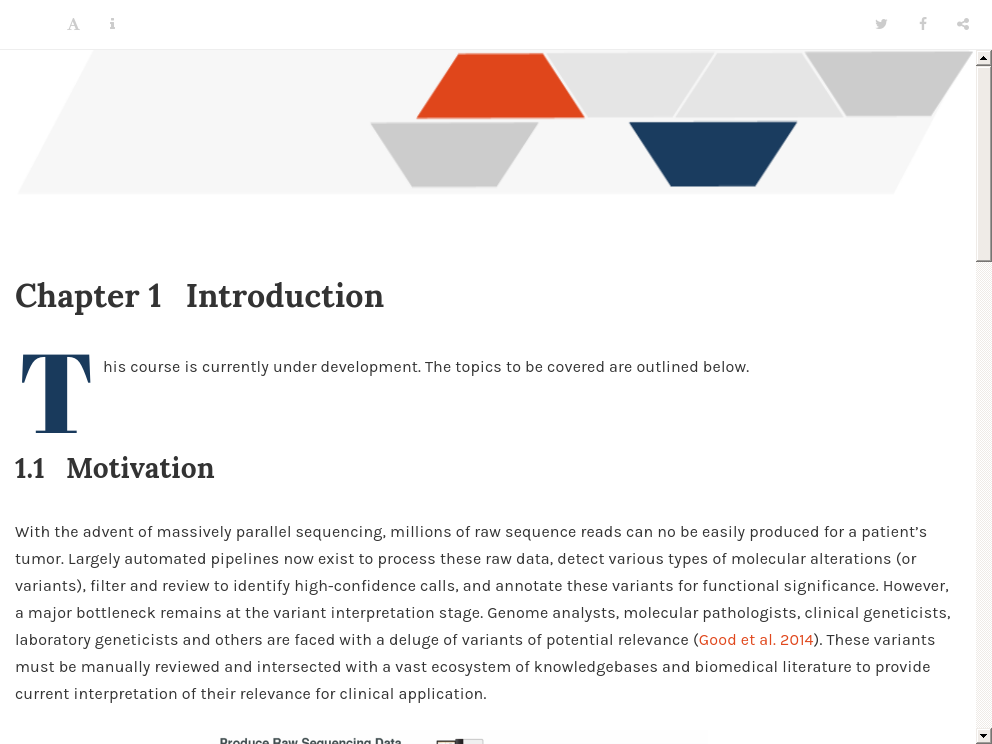 Chapter 1 Introduction
This course is currently under development. The topics to be covered are outlined below.
1.1 Motivation
With the advent of massively parallel sequencing, millions of raw sequence reads can no be easily produced for a patient’s
tumor. Largely automated pipelines now exist to process these raw data, detect various types of molecular alterations (or
variants), filter and review to identify high-confidence calls, and annotate these variants for functional significance. However,
a major bottleneck remains at the variant interpretation stage. Genome analysts, molecular pathologists, clinical geneticists,
laboratory geneticists and others are faced with a deluge of variants of potential relevance (Good et al. 2014). These variants
must be manually reviewed and intersected with a vast ecosystem of knowledgebases and biomedical literature to provide
current interpretation of their relevance for clinical application.
Produce Raw Sequencing Data